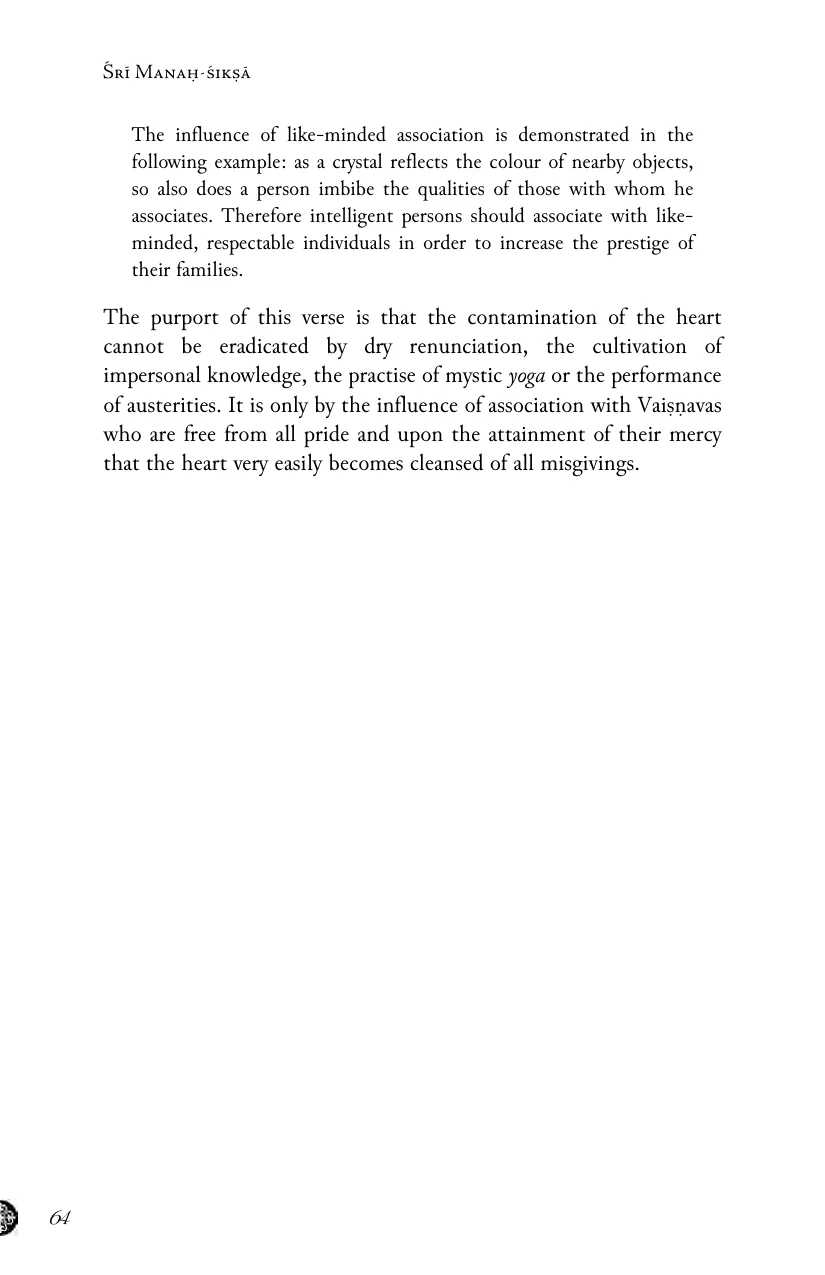 Śrī Manaḥ-śikṣā
The influence of like-minded association is demonstrated in the
following example: as a crystal reflects the colour of nearby objects,
so also does a person imbibe the qualities of those with whom he
associates. Therefore intelligent persons should associate with like-
minded, respectable individuals in order to increase the prestige of
their families.
The purport of this verse is that the contamination of the heart
cannot be eradicated by dry renunciation, the cultivation of
impersonal knowledge, the practise of mystic yoga or the performance
of austerities. It is only by the influence of association with Vaiṣṇavas
who are free from all pride and upon the attainment of their mercy
that the heart very easily becomes cleansed of all misgivings.
64